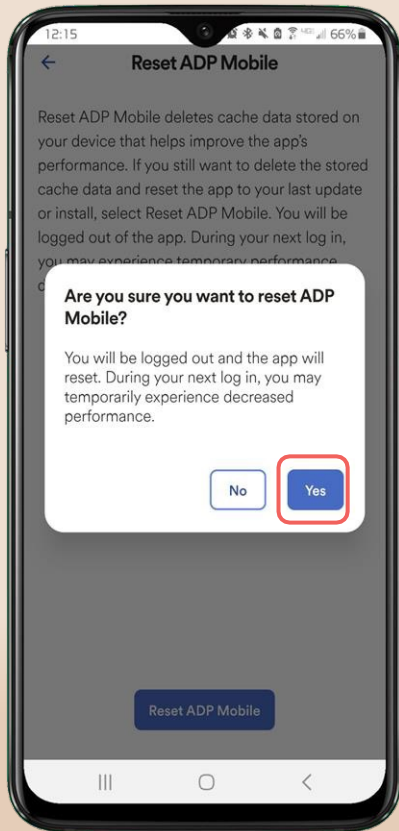 12:15
66%
Reset ADP Mobile
Reset ADP Mobile deletes cache data stored on
your device that helps improve the app's
performance. If you still want to delete the stored
cache data and reset the app to your last update
or install, select Reset ADP Mobile. You will be
logged out of the app. During your next log in,
you may experience temporary performance
Are you sure you want to reset ADP
Mobile?
You will be logged out and the app will
reset. During your next log in, you may
temporarily experience decreased
performance.
No
Yes
Reset ADP Mobile